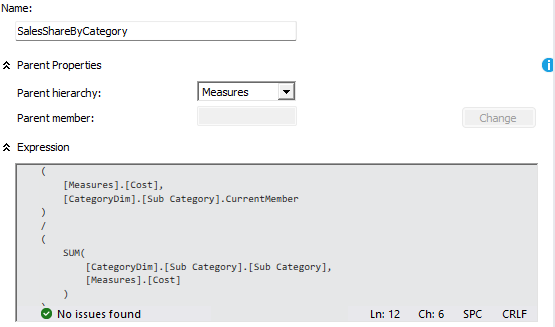 Name:
SalesShareByCategory
Parent Properties
Parent hierarchy: Measures
Parent member:
Change
Expression
(
[Measures].[Cost],
[CategoryDim].[Sub Category].CurrentMember
)
/
(
SUM(
[CategoryDim].[Sub Category].[Sub Category],
[Measures].[Cost]
)
No issues found Ln: 12 Ch: 6 SPC CRLF